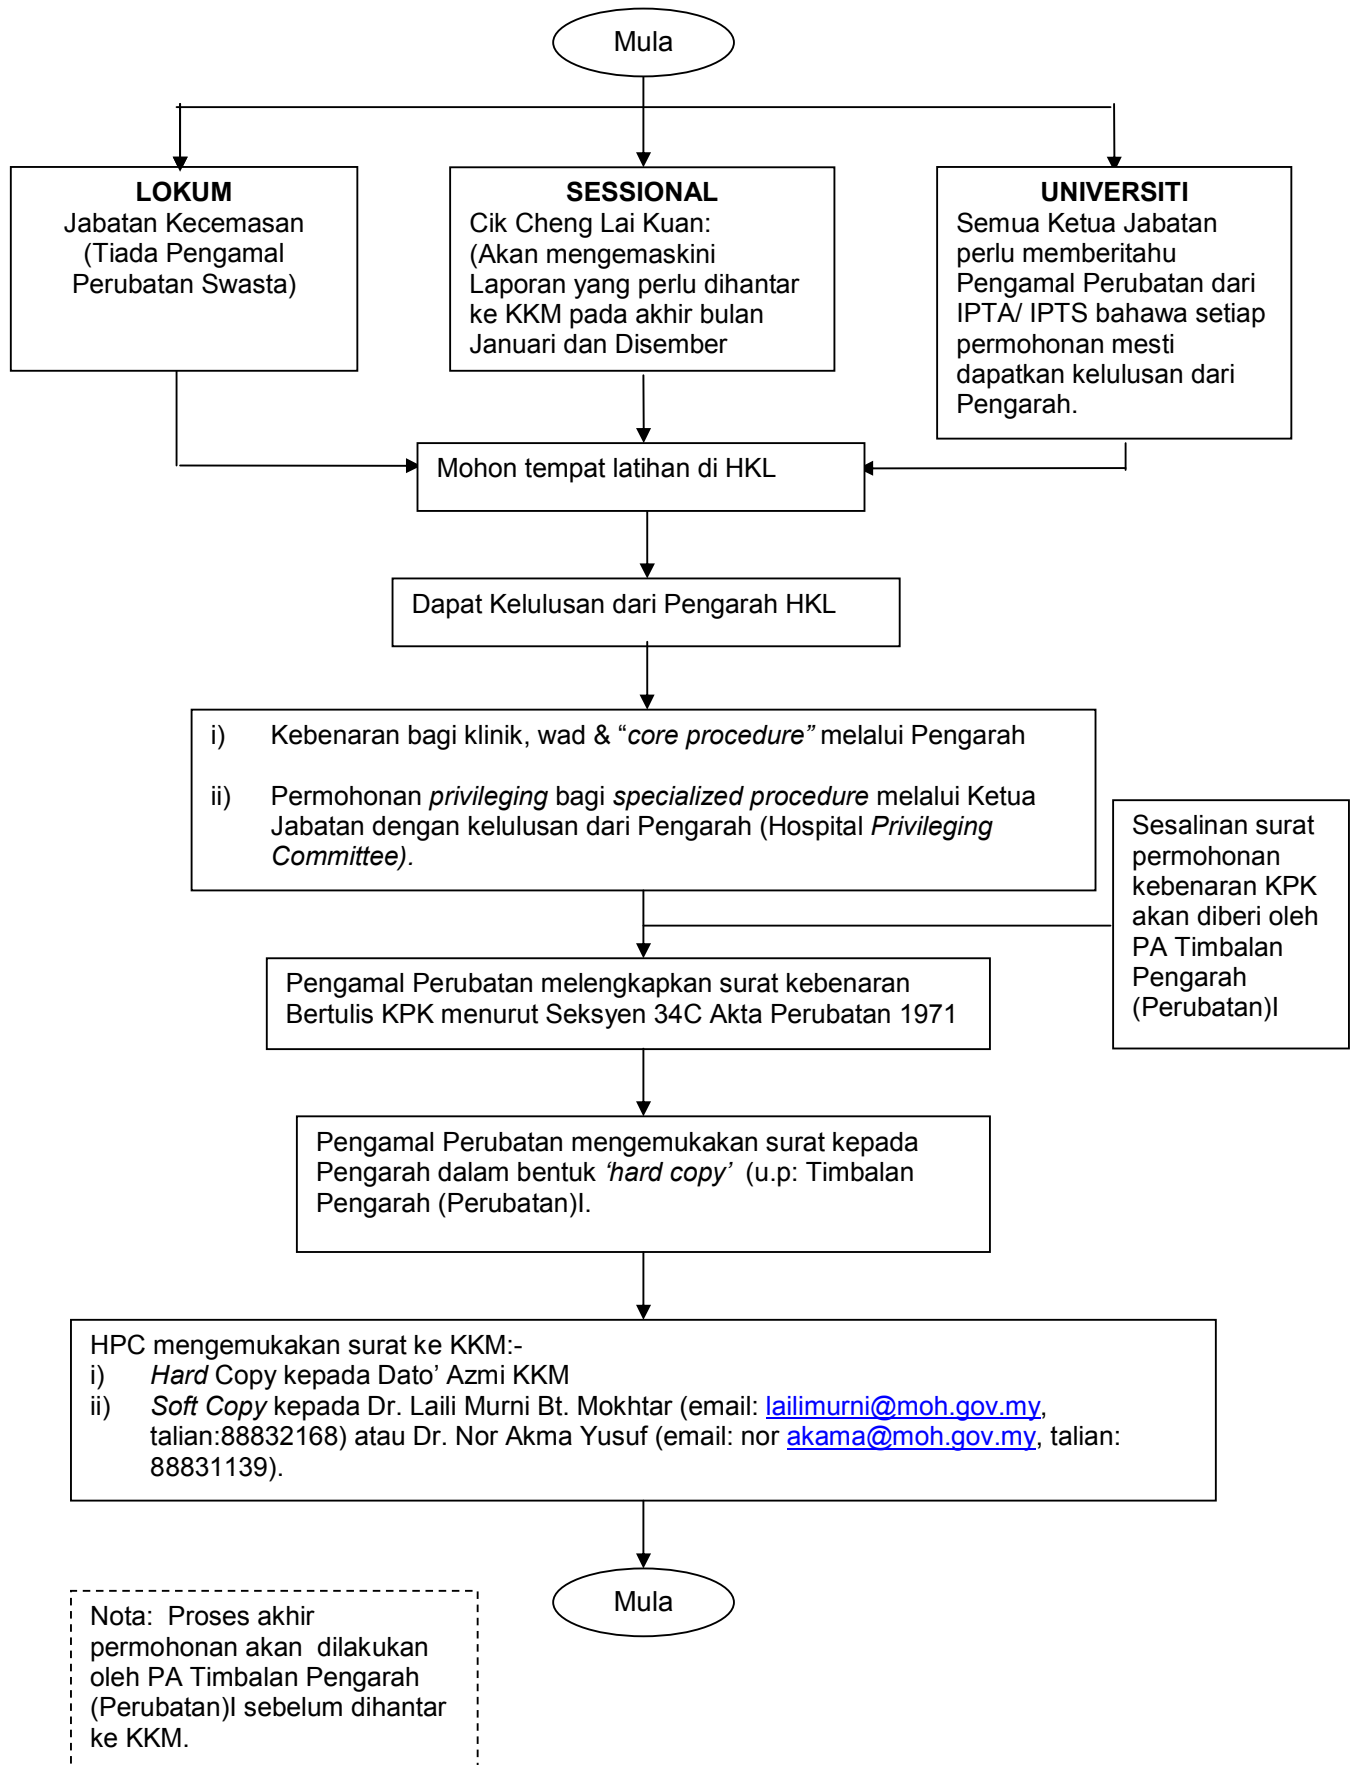 Mula
LOKUM
Jabatan Kecemasan
(Tiada Pengamal
Perubatan Swasta)
SESSIONAL
Cik Cheng Lai Kuan:
(Akan mengemaskini
Laporan yang perlu dihantar
ke KKM pada akhir bulan
Januari dan Disember
UNIVERSITI
Semua Ketua Jabatan
perlu memberitahu
Pengamal Perubatan dari
IPTA/ IPTS bahawa setiap
permohonan mesti
dapatkan kelulusan dari
Pengarah.
Mohon tempat latihan di HKL
Dapat Kelulusan dari Pengarah HKL
i) Kebenaran bagi klinik, wad & “core procedure” melalui Pengarah
ii) Permohonan privileging bagi specialized procedure melalui Ketua
Jabatan dengan kelulusan dari Pengarah (Hospital Privileging
Committee).
Sesalinan surat
permohonan
kebenaran KPK
akan diberi oleh
PA Timbalan
Pengarah
(Perubatan)I
Pengamal Perubatan melengkapkan surat kebenaran
Bertulis KPK menurut Seksyen 34C Akta Perubatan 1971
Pengamal Perubatan mengemukakan surat kepada
Pengarah dalam bentuk ‘hard copy’ (u.p: Timbalan
Pengarah (Perubatan)I.
HPC mengemukakan surat ke KKM:-
i) Hard Copy kepada Dato’ Azmi KKM
ii) Soft Copy kepada Dr. Laili Murni Bt. Mokhtar (email: lailimurni@moh.gov.my,
talian:88832168) atau Dr. Nor Akma Yusuf (email: nor akama@moh.gov.my, talian:
88831139).
Mula
Nota: Proses akhir
permohonan akan dilakukan
oleh PA Timbalan Pengarah
(Perubatan)I sebelum dihantar
ke KKM.